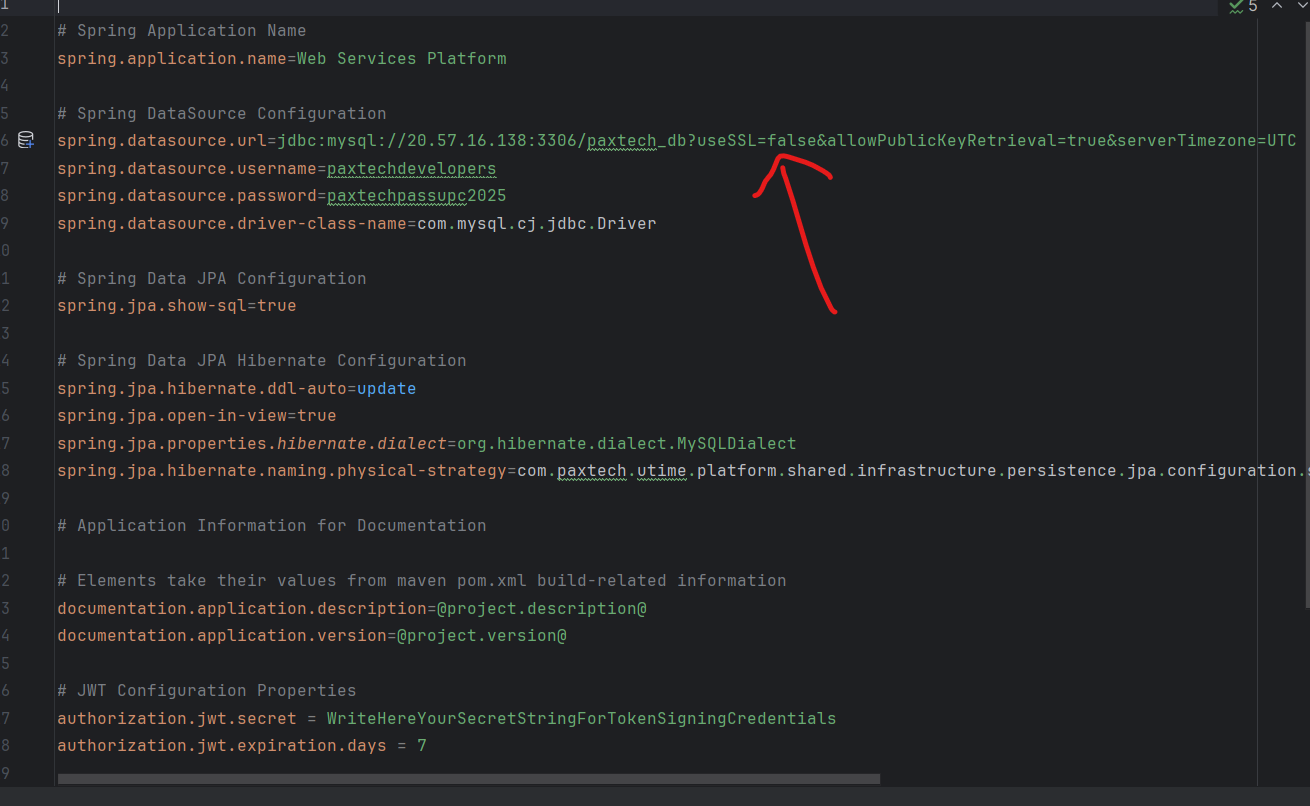 1
5
2 # Spring Application Name
3 spring.application.name=Web Services Platform
4
5 # Spring DataSource Configuration
6 spring.datasource.url=jdbc:mysql://20.57.16.138:3306/paxtech_db?useSSL=false&allowPublicKeyRetrieval=true&serverTimezone=UTC
7 spring.datasource.username=paxtechdevelopers
8 spring.datasource.password=paxtechpassupc2025
9 spring.datasource.driver-class-name=com.mysql.cj.jdbc.Driver
0
1 # Spring Data JPA Configuration
2 spring.jpa.show-sql=true
3
4 # Spring Data JPA Hibernate Configuration
5 spring.jpa.hibernate.ddl-auto=update
6 spring.jpa.open-in-view=true
7 spring.jpa.properties.hibernate.dialect=org.hibernate.dialect.MySQLDialect
8 spring.jpa.hibernate.naming.physical-strategy=com.paxtech.utime.platform.shared.infrastructure.persistence.jpa.configuration.s
9
0 # Application Information for Documentation
1
2 # Elements take their values from maven pom.xml build-related information
3 documentation.application.description=@project.description@
4 documentation.application.version=@project.version@
5
6 # JWT Configuration Properties
7 authorization.jwt.secret = WriteHereYourSecretStringForTokenSigningCredentials
8 authorization.jwt.expiration.days = 7
9